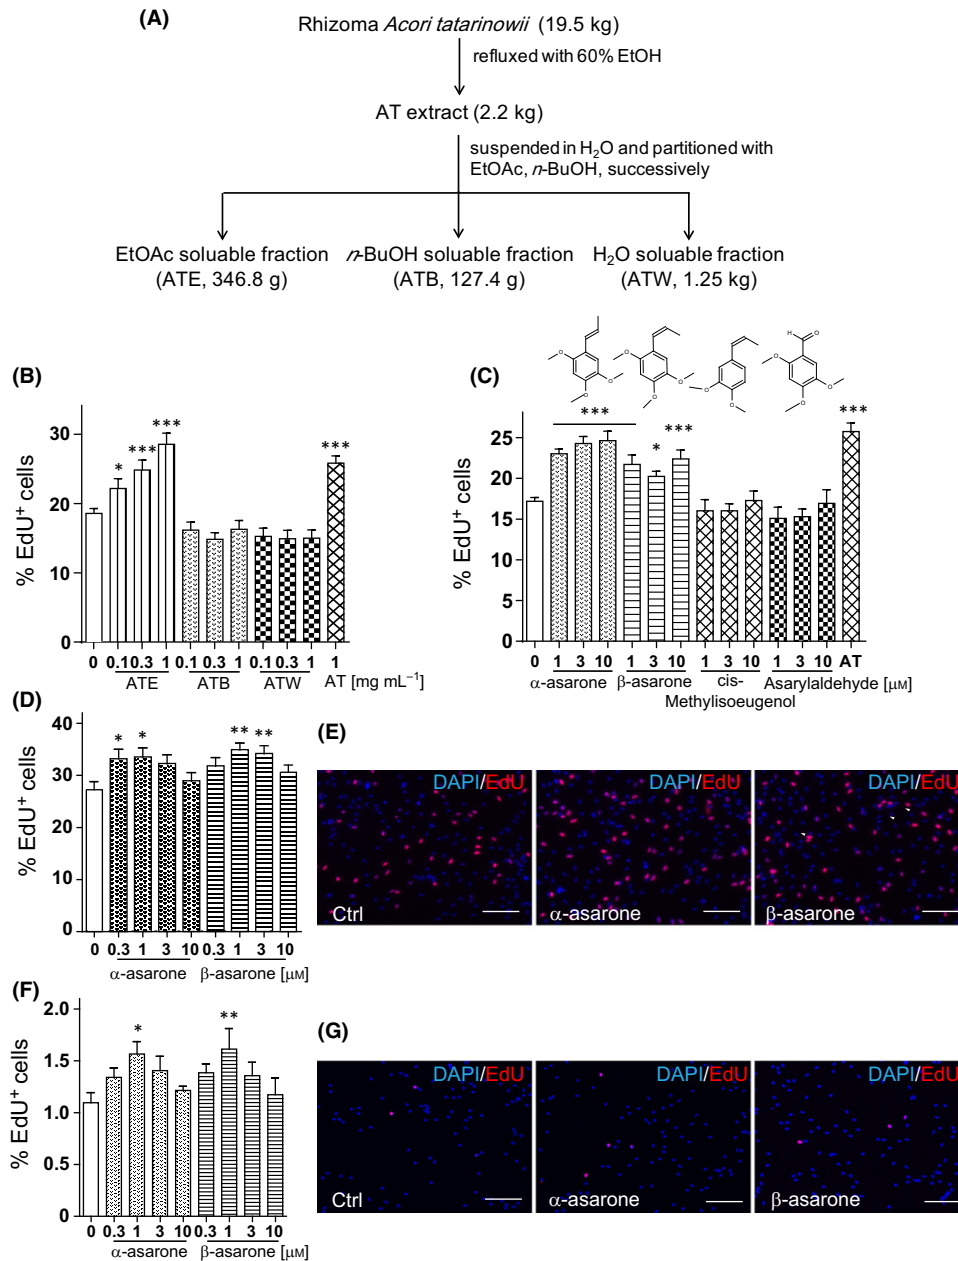 (A)
Rhizoma Acori tatarinowii (19.5 kg)
refluxed with 60% EtOH
AT extract (2.2 kg)
suspended in H₂O and partitioned with
EtOAc, n-BuOH, successively
EtOAc soluable fraction
(ATE, 346.8 g)
n-BuOH soluable fraction
(ATB, 127.4 g)
H₂O soluable fraction
(ATW, 1.25 kg)
(B)
% EdU⁺ cells
30
20
10
0
* *** *** ***
0 0.1 0.3 1 0.1 0.3 1 0.1 0.3 1 1
ATE ATB ATW AT [mg mL⁻¹]
(C)
O O O O O O O H O O O O
% EdU⁺ cells
25
20
15
10
5
0
*** * *** ***
0 1 3 10 1 3 10 1 3 10 1 3 10 AT
α-asarone β-asarone cis- Asarylaldehyde [μM]
Methylisoeugenol
(D)
% EdU⁺ cells
40
30
20
10
0
* * ** **
0 0.3 1 3 10 0.3 1 3 10
α-asarone β-asarone [μM]
(E)
DAPI/EdU
Ctrl
DAPI/EdU
α-asarone
DAPI/EdU
β-asarone
(F)
% EdU⁺ cells
2.0
1.5
1.0
0.5
0
* **
0 0.3 1 3 10 0.3 1 3 10
α-asarone β-asarone [μM]
(G)
DAPI/EdU
Ctrl
DAPI/EdU
α-asarone
DAPI/EdU
β-asarone